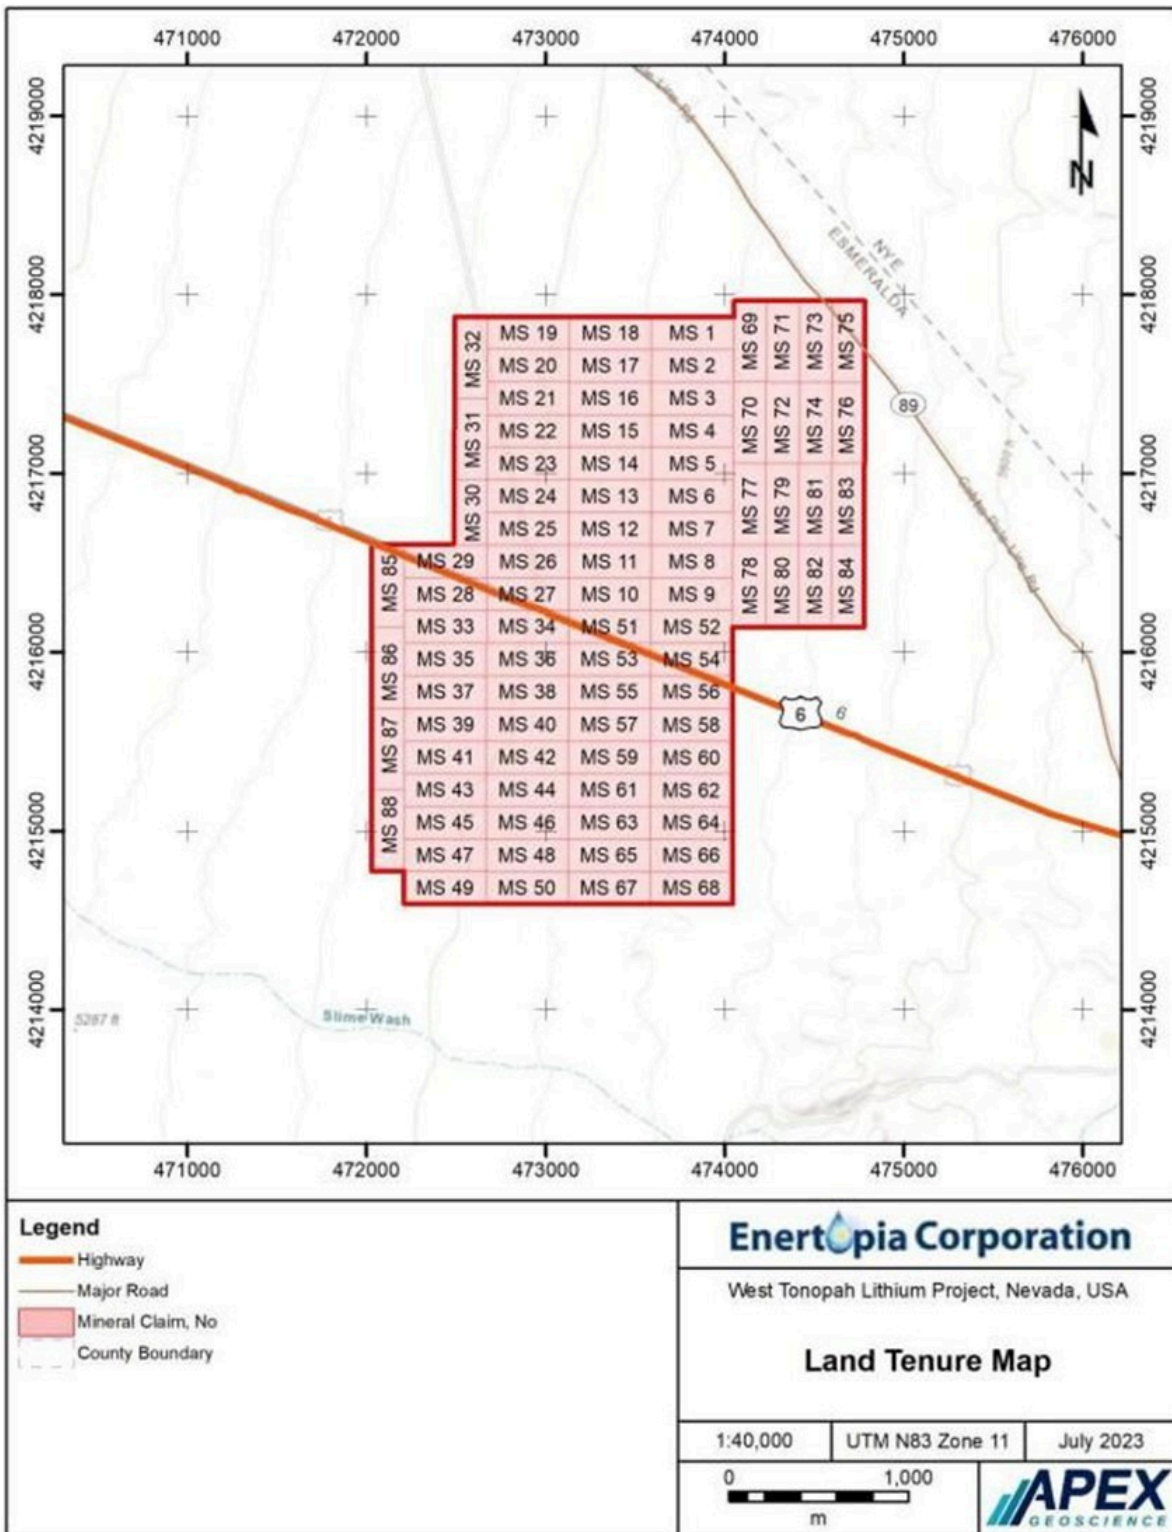 471000 472000 473000 474000 475000 476000
4219000 4219000
N
NYE
ESMERALDA
4218000 4218000
MS 32 MS 19 MS 18 MS 1 MS 69 MS 71 MS 73 MS 75
MS 20 MS 17 MS 2
MS 21 MS 16 MS 3
MS 31 MS 22 MS 15 MS 4 MS 70 MS 72 MS 74 MS 76
89
4217000 MS 23 MS 14 MS 5 4217000
MS 30 MS 24 MS 13 MS 6 MS 77 MS 79 MS 81 MS 83
MS 25 MS 12 MS 7
MS 85 MS 29 MS 26 MS 11 MS 8 MS 78 MS 80 MS 82 MS 84
MS 28 MS 27 MS 10 MS 9
MS 33 MS 34 MS 51 MS 52
4216000 MS 86 MS 35 MS 36 MS 53 MS 54 4216000
MS 37 MS 38 MS 55 MS 56
6 6
MS 87 MS 39 MS 40 MS 57 MS 58
MS 41 MS 42 MS 59 MS 60
MS 43 MS 44 MS 61 MS 62
4215000 MS 88 MS 45 MS 46 MS 63 MS 64 4215000
MS 47 MS 48 MS 65 MS 66
MS 49 MS 50 MS 67 MS 68
4214000 4214000
5287 ft
Slime Wash
471000 472000 473000 474000 475000 476000
Legend
Highway
Major Road
Mineral Claim, No
County Boundary
Enertopia Corporation
West Tonopah Lithium Project, Nevada, USA
Land Tenure Map
1:40,000 UTM N83 Zone 11 July 2023
0 1,000
m
APEX
GEOSCIENCE